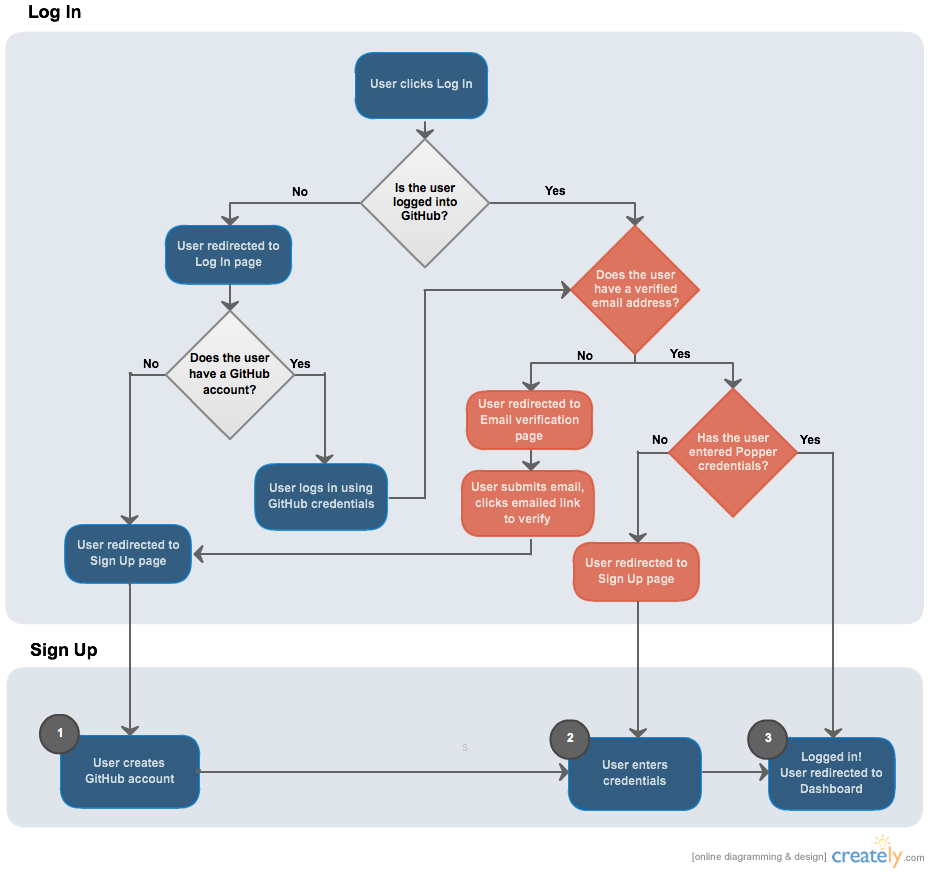 Log In
User clicks Log In
Is the user
logged into
GitHub?
No
Yes
User redirected to
Log In page
Does the user
have a verified
email address?
Does the user
have a GitHub
account?
No
Yes
No
Yes
User redirected to
Email verification
page
Has the user
entered Popper
credentials?
No
Yes
User logs in using
GitHub credentials
User submits email,
clicks emailed link
to verify
User redirected to
Sign Up page
User redirected to
Sign Up page
Sign Up
1
User creates
GitHub account
s
2
User enters
credentials
3
Logged in!
User redirected to
Dashboard
[online diagramming & design] creately.com